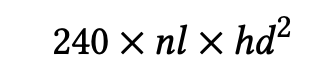 240 × nl × hd²